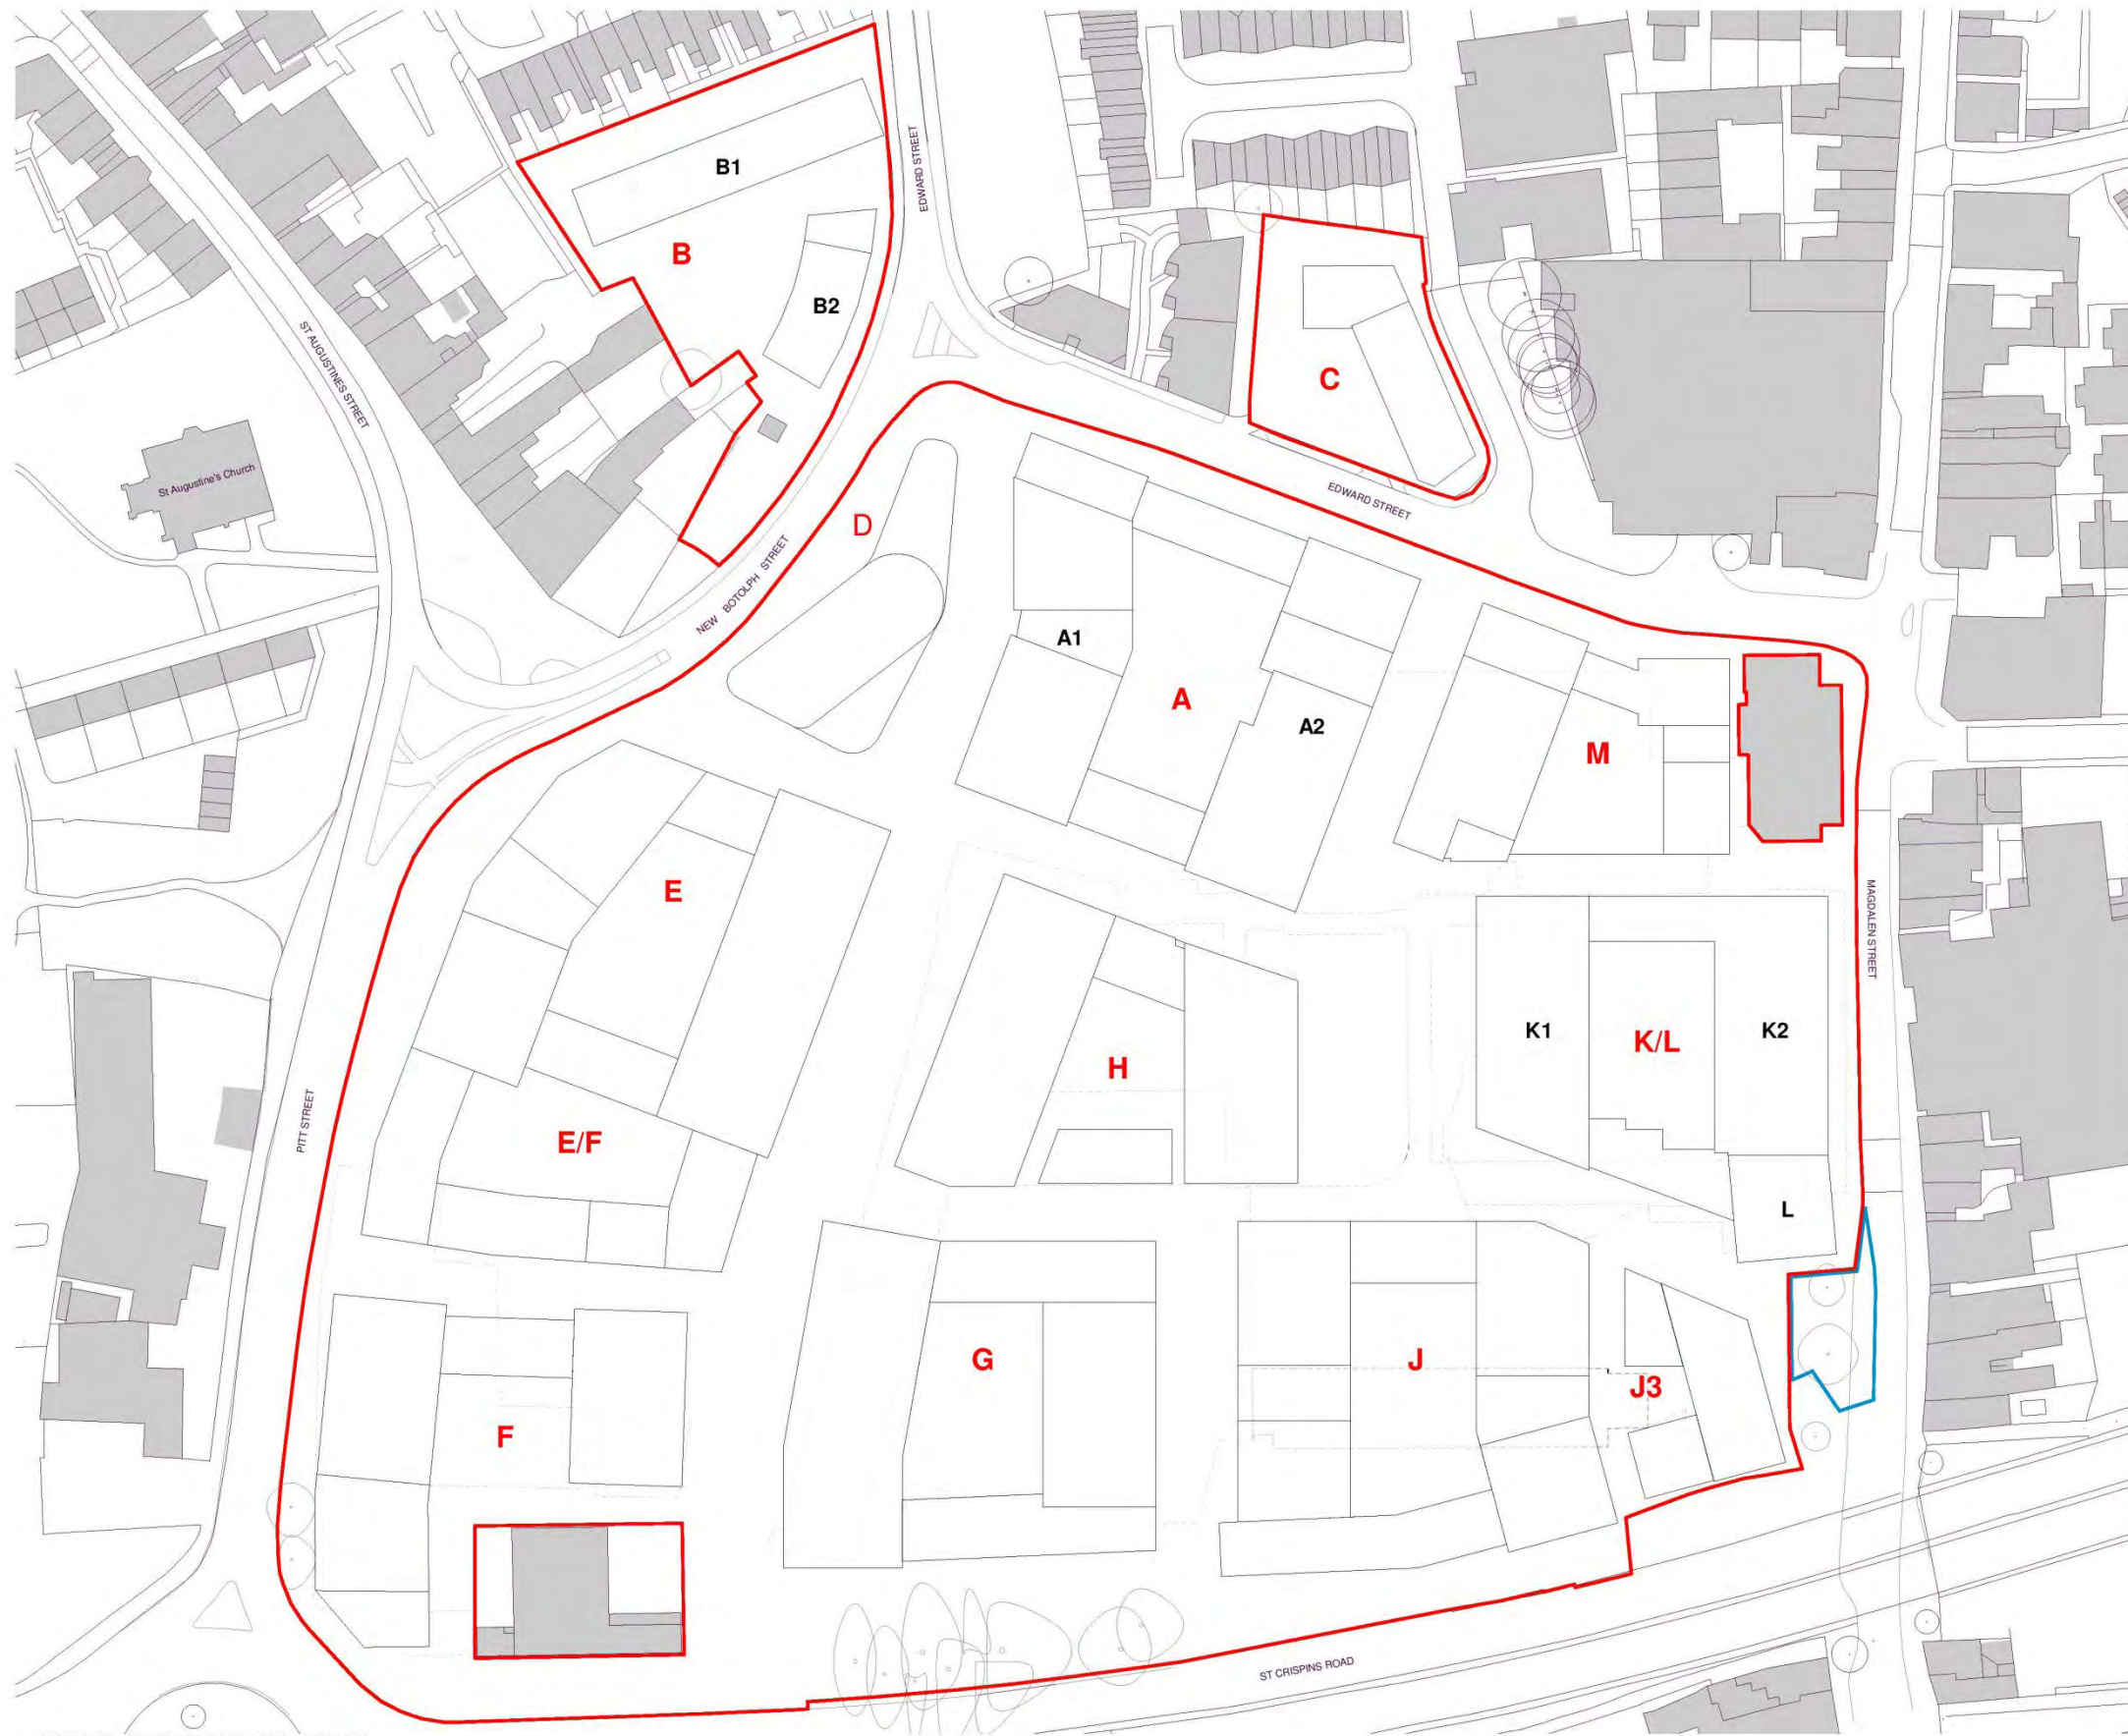 B1
EDWARD STREET
B
B2
ST AUGUSTINES STREET
C
St Augustine's Church
EDWARD STREET
D
NEW BOTOLPH STREET
A1
A
A2
M
E
MAGDALEN STREET
K1
K/L
K2
H
PITT STREET
E/F
L
G
J
J3
F
ST CRISPINS ROAD